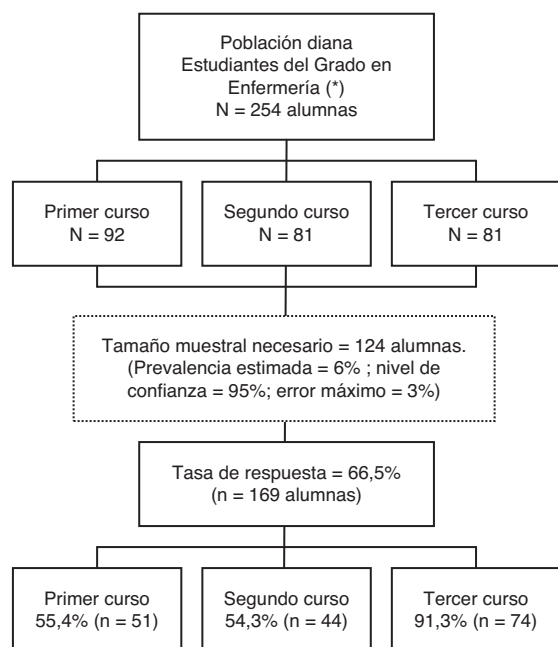 Población diana
Estudiantes del Grado en
Enfermería (*)
N = 254 alumnas
Primer curso
N = 92
Segundo curso
N = 81
Tercer curso
N = 81
Tamaño muestral necesario = 124 alumnas.
(Prevalencia estimada = 6% ; nivel de
confianza = 95%; error máximo = 3%)
Tasa de respuesta = 66,5%
(n = 169 alumnas)
Primer curso
55,4% (n = 51)
Segundo curso
54,3% (n = 44)
Tercer curso
91,3% (n = 74)